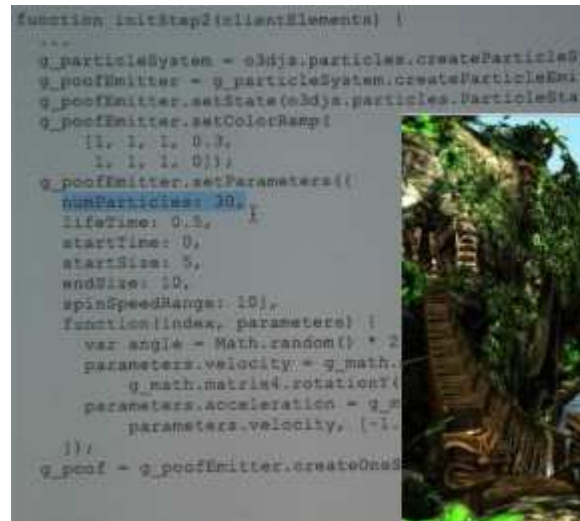 function initStep2(clientElements) {
...
g_particleSystem = o3djs.particles.createParticleS
g_poofEmitter = g_particleSystem.createParticleEmi
g_poofEmitter.setState(o3djs.particles.ParticleSta
g_poofEmitter.setColorRamp(
[1, 1, 1, 0.3,
1, 1, 1, 0]);
g_poofEmitter.setParameters({
numParticles: 30,
lifeTime: 0.5,
startTime: 0,
startSize: 5,
endSize: 10,
spinSpeedRange: 10},
function(index, parameters) {
var angle = Math.random() * 2
parameters.velocity = g_math.
g_math.matrix4.rotationY(
parameters.acceleration = g_m
parameters.velocity, [-1.
});
g_poof = g_poofEmitter.createOneS